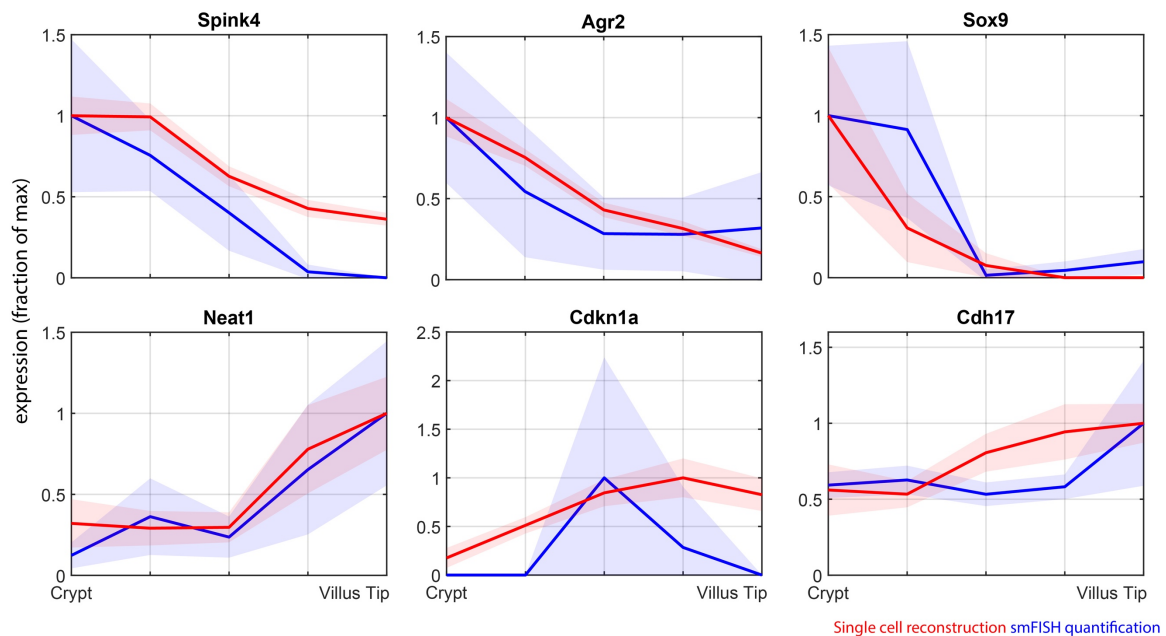 Spink4
Agr2
Sox9
1.5
1
0.5
0
1.5
1
0.5
0
1.5
1
0.5
0
expression (fraction of max)
Neat1
Cdkn1a
Cdh17
1.5
1
0.5
0
2.5
2
1.5
1
0.5
0
1.5
1
0.5
0
Crypt Villus Tip
Crypt Villus Tip
Crypt Villus Tip
Single cell reconstruction smFISH quantification